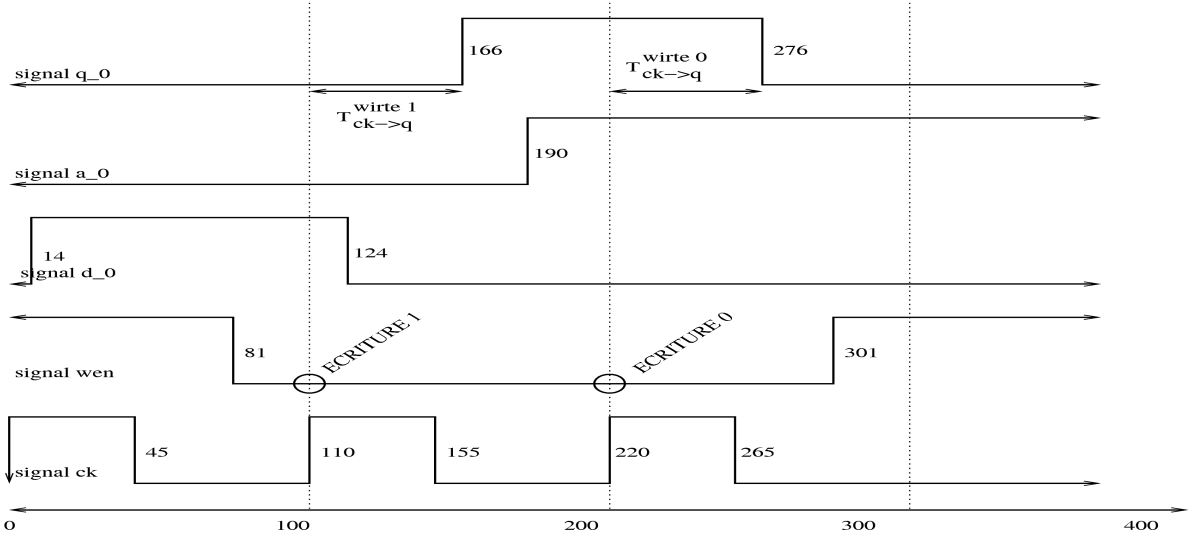 166
276
wirte 0
T
ck->q
signal q_0
wirte 1
T
ck->q
190
signal a_0
14
124
signal d_0
ECRITURE 1
ECRITURE 0
81
301
signal wen
45
110
155
220
265
signal ck
0
100
200
300
400